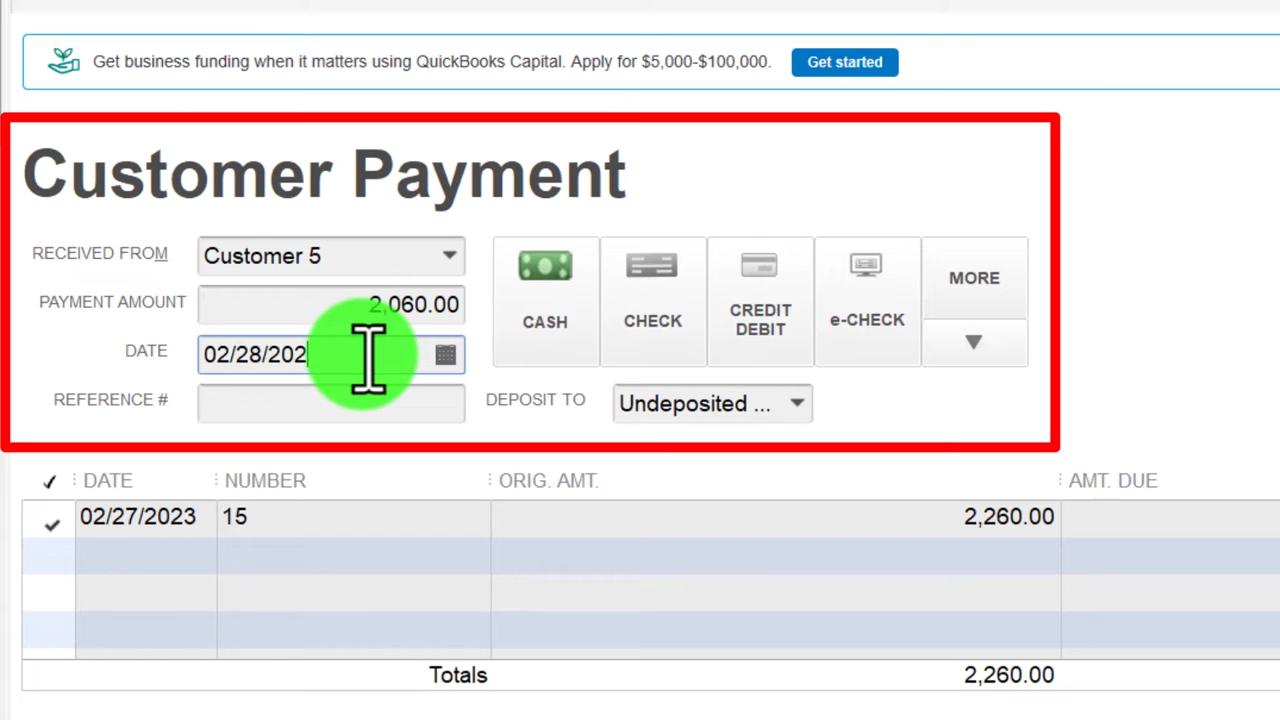 Get business funding when it matters using QuickBooks Capital. Apply for $5,000-$100,000. Get started
Customer Payment
RECEIVED FROM Customer 5
PAYMENT AMOUNT 2,060.00
DATE 02/28/202
REFERENCE #
CASH CHECK CREDIT DEBIT e-CHECK MORE
DEPOSIT TO Undeposited ...
DATE NUMBER ORIG. AMT. AMT. DUE
02/27/2023 15 2,260.00
Totals 2,260.00